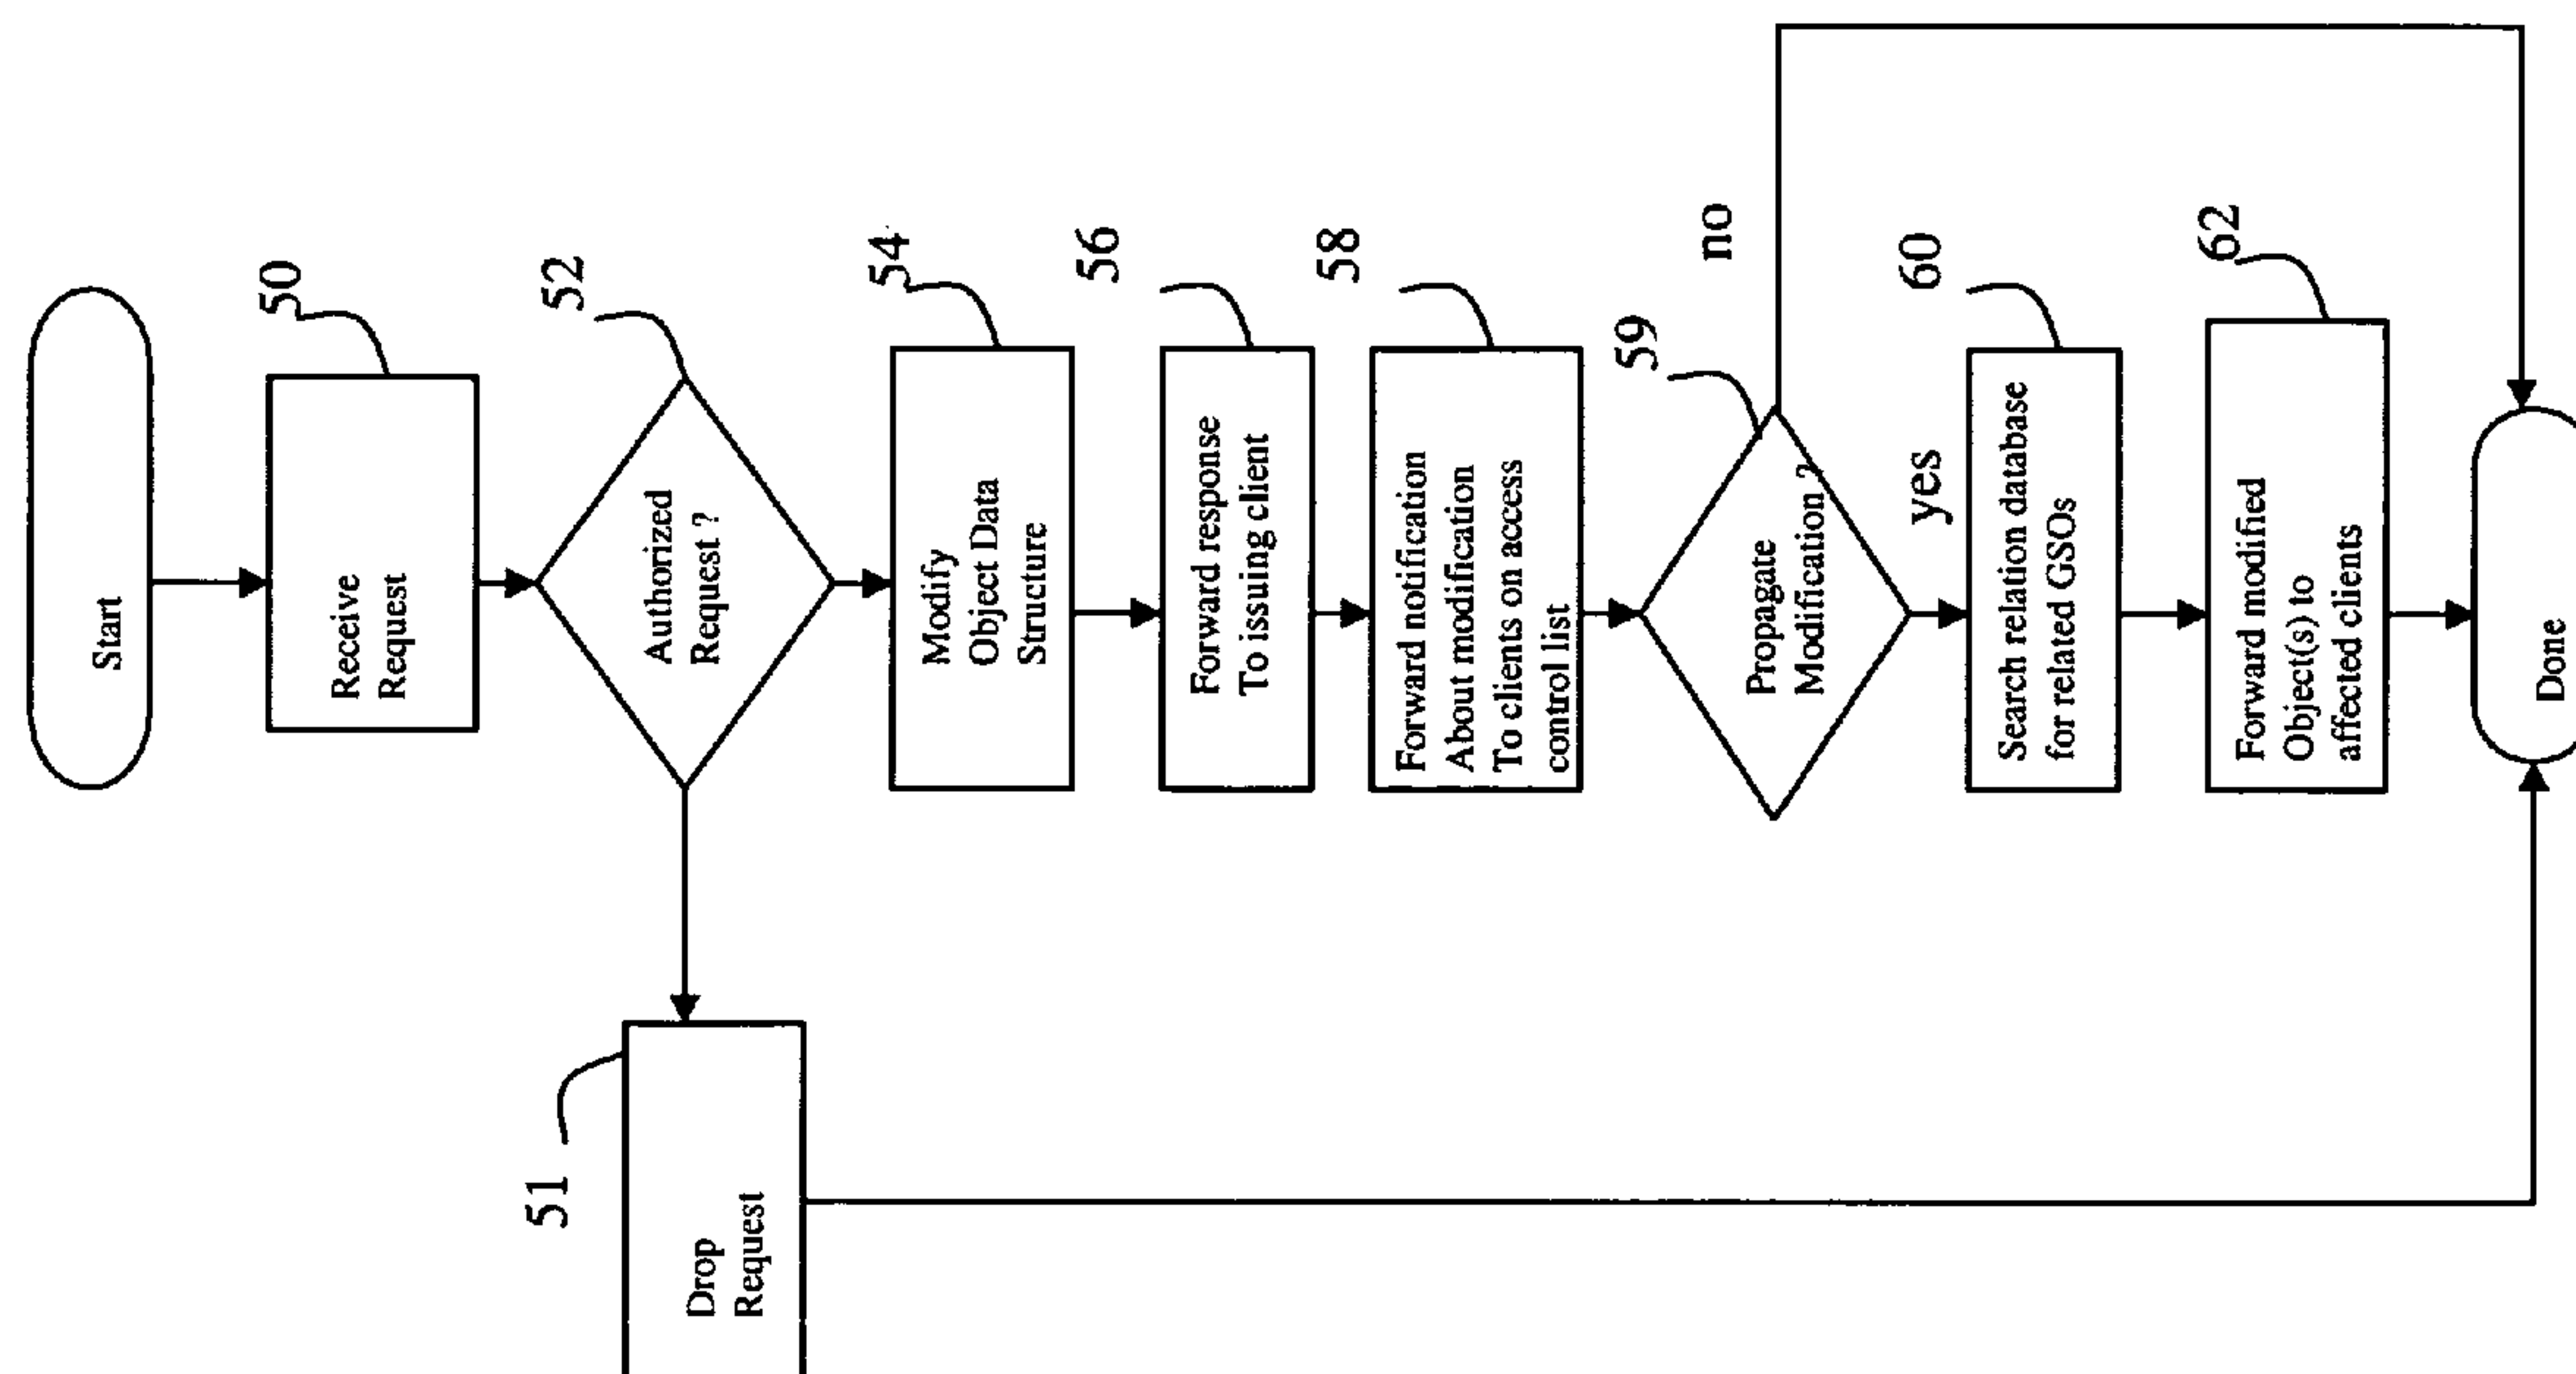 Start
50
Receive
Request
52
Authorized
Request ?
51
Drop
Request
54
Modify
Object Data
Structure
56
Forward response
To issuing client
58
Forward notification
About modification
To clients on access
control list
59
Propagate
Modification ?
no
yes
60
Search relation database
for related GSOs
62
Forward modified
Object(s) to
affected clients
Done